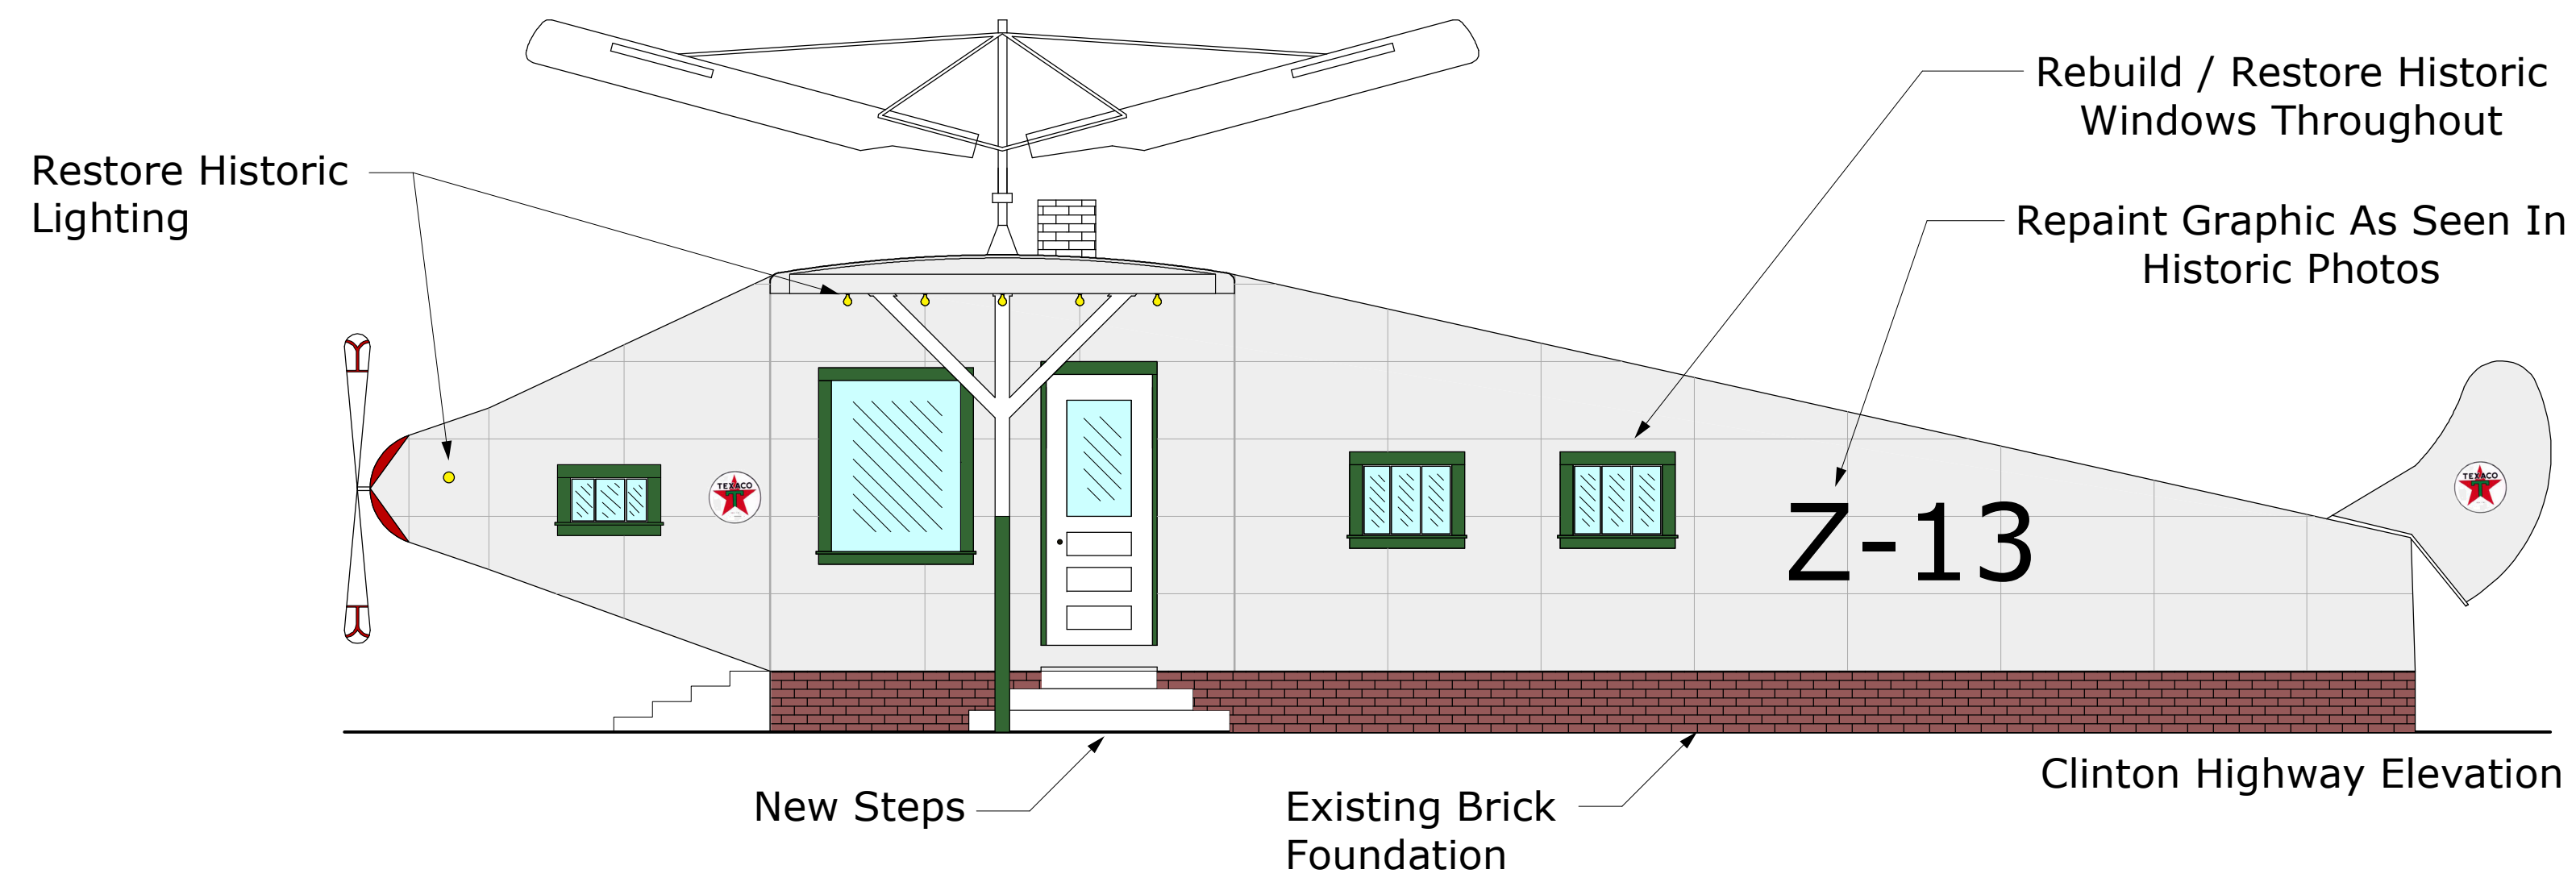 Rebuild / Restore Historic
Windows Throughout
Restore Historic
Lighting
Repaint Graphic As Seen In
Historic Photos
TEXACO
T
TEXACO
T
Z-13
Clinton Highway Elevation
New Steps
Existing Brick
Foundation